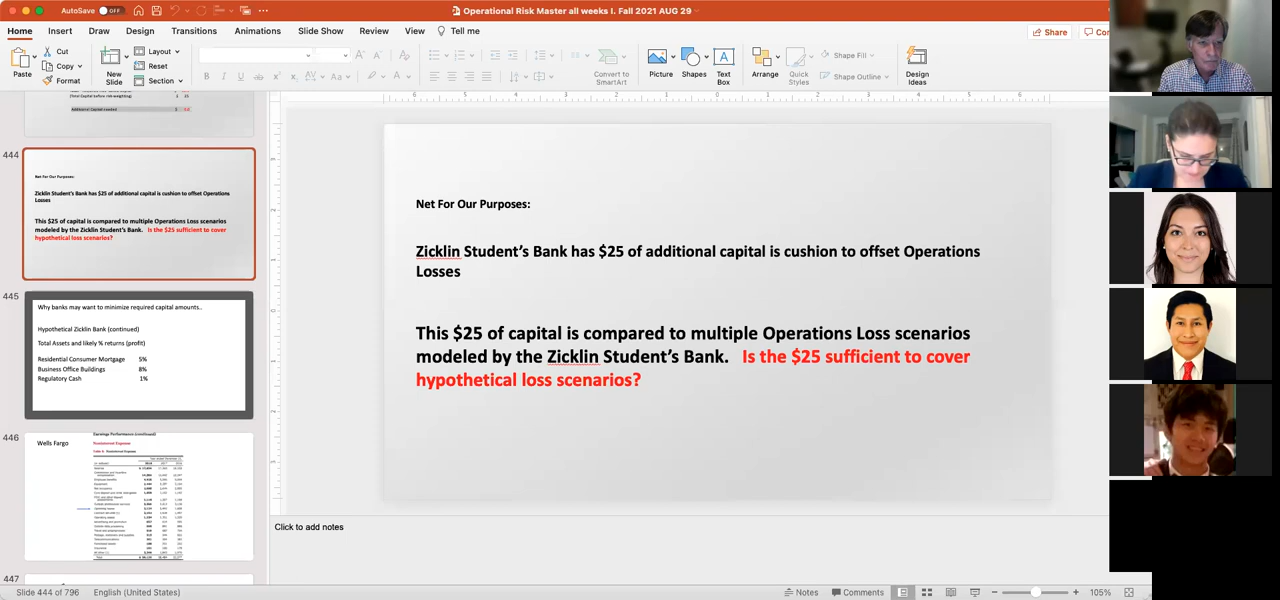 AutoSave OFF
Operational Risk Master all weeks I. Fall 2021 AUG 29
Home Insert Draw Design Transitions Animations Slide Show Review View Tell me
Share
Paste
Cut
Copy
Format
New Slide
Layout
Reset
Section
Convert to SmartArt
Picture
Shapes
Text Box
Arrange
Quick Styles
Shape Fill
Shape Outline
Design Ideas
Additional Capital needed
444
Net For Our Purposes:
Zicklin Student's Bank has $25 of additional capital is cushion to offset Operations
Losses
This $25 of capital is compared to multiple Operations Loss scenarios
modeled by the Zicklin Student's Bank. Is the $25 sufficient to cover
hypothetical loss scenarios?
445
Why banks may want to minimize required capital amounts..
Hypothetical Zicklin Bank (continued)
Total Assets and likely % returns (profit)
Residential Consumer Mortgage 5%
Business Office Buildings 8%
Regulatory Cash 1%
446
Wells Fargo
Earnings Performance (continued)
447
Net For Our Purposes:
Zicklin Student's Bank has $25 of additional capital is cushion to offset Operations
Losses
This $25 of capital is compared to multiple Operations Loss scenarios
modeled by the Zicklin Student's Bank. Is the $25 sufficient to cover
hypothetical loss scenarios?
Click to add notes
Slide 444 of 796 English (United States)
Notes Comments 105%